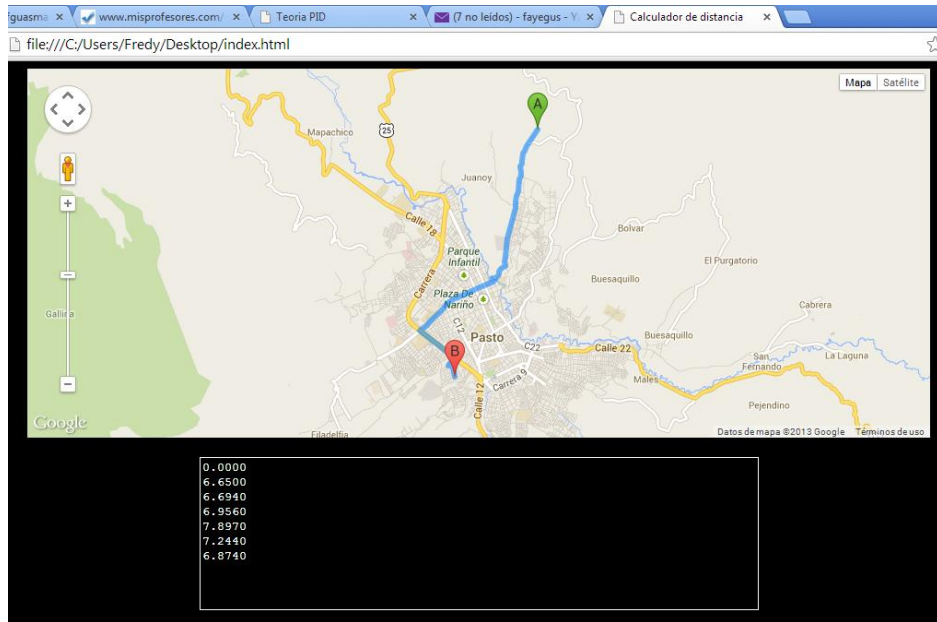 fguasma
www.misprofesores.com/
Teoria PID
(7 no leídos) - fayegus - Y
Calculador de distancia
file:///C:/Users/Fredy/Desktop/index.html
Mapa Satélite
A
Mapachico
25
Juanoy
Calle 18
Bolvar
Parque
Infantil
El Purgatorio
Carrera
Buesaquillo
Plaza De
Nariño
Cabrera
Galliŕa
C12
Pasto
Buesaquillo
B
C22
Calle 22
San
Fernando
La Laguna
Carrera 9
Males
Calle 12
Pejendino
Google
Filadelfia
Datos de mapa ©2013 Google Términos de uso
0.0000
6.6500
6.6940
6.9560
7.8970
7.2440
6.8740